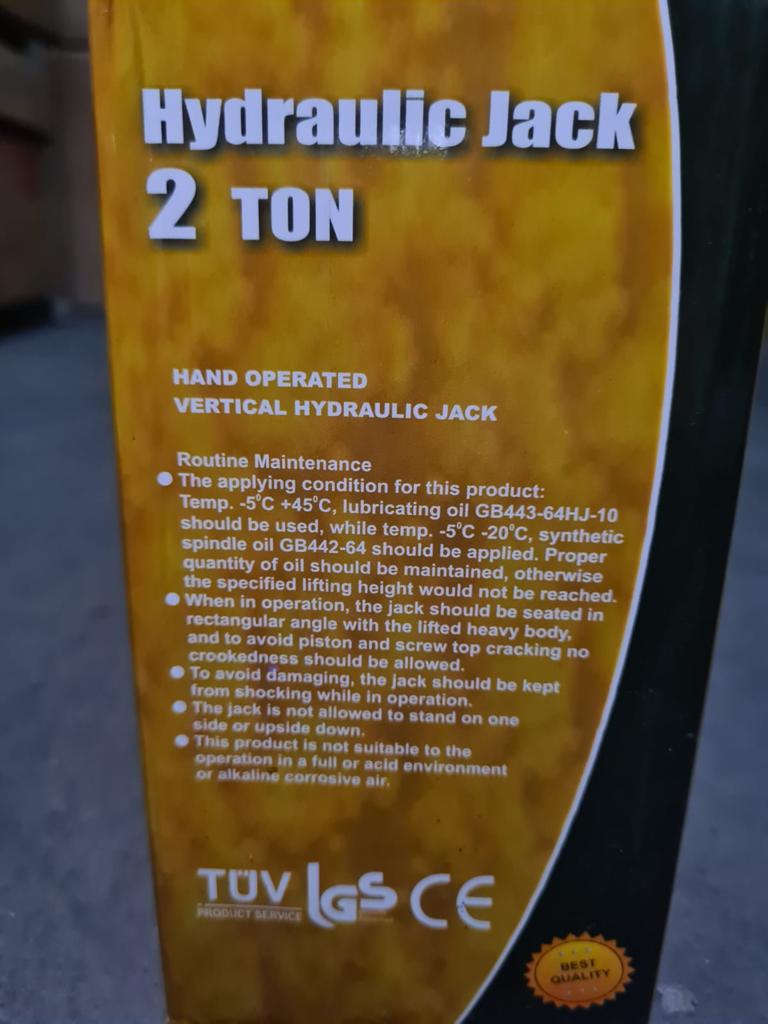 Hydraulic Jack
2 TON
HAND OPERATED
VERTICAL HYDRAULIC JACK
Routine Maintenance
● The applying condition for this product:
Temp. -5⁰C +45⁰C, lubricating oil GB443-64HJ-10
should be used, while temp. -5⁰C -20⁰C, synthetic
spindle oil GB442-64 should be applied. Proper
quantity of oil should be maintained, otherwise
the specified lifting height would not be reached.
● When in operation, the jack should be seated in
rectangular angle with the lifted heavy body,
and to avoid piston and screw top cracking no
crookedness should be allowed.
● To avoid damaging, the jack should be kept
from shocking while in operation.
● The jack is not allowed to stand on one
side or upside down.
● This product is not suitable to the
operation in a full or acid environment
or alkaline corrosive air.
TÜV
PRODUCT SERVICE
GS
CE
BEST
QUALITY